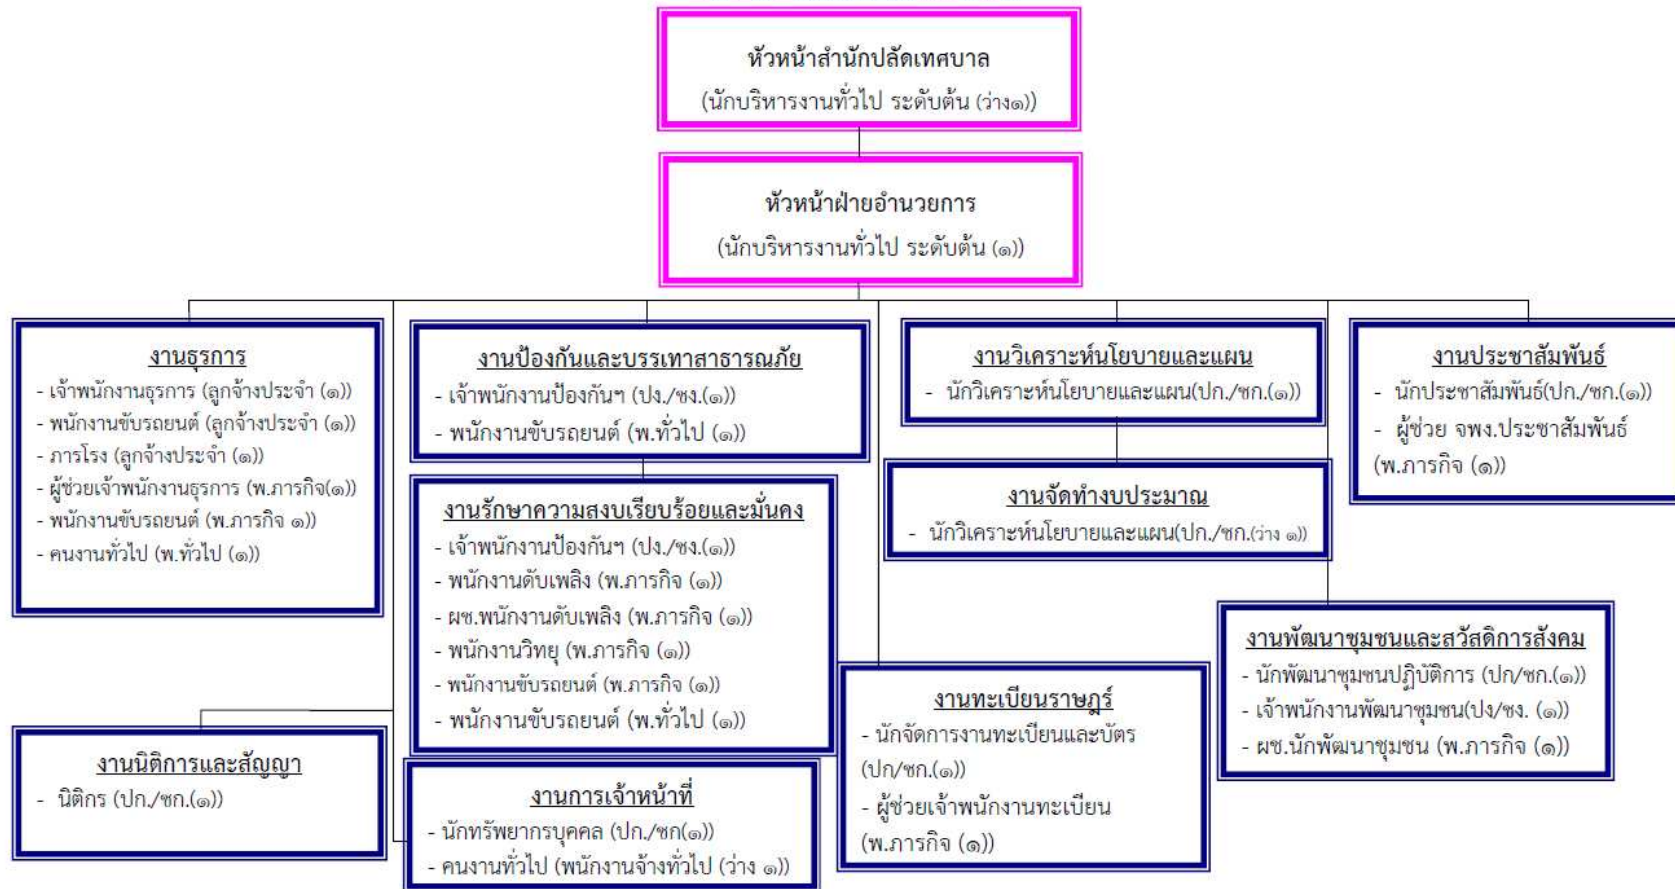 หัวหน้าสำนักปลัดเทศบาล
(นักบริหารงานทั่วไป ระดับต้น (ว่าง๑))
หัวหน้าฝ่ายอำนวยการ
(นักบริหารงานทั่วไป ระดับต้น (๑))
งานธุรการ
- เจ้าพนักงานธุรการ (ลูกจ้างประจำ (๑))
- พนักงานขับรถยนต์ (ลูกจ้างประจำ (๑))
- ภารโรง (ลูกจ้างประจำ (๑))
- ผู้ช่วยเจ้าพนักงานธุรการ (พ.ภารกิจ(๑))
- พนักงานขับรถยนต์ (พ.ภารกิจ ๑))
- คนงานทั่วไป (พ.ทั่วไป (๑))
งานป้องกันและบรรเทาสาธารณภัย
- เจ้าพนักงานป้องกันฯ (ปง./ชง.(๑))
- พนักงานขับรถยนต์ (พ.ทั่วไป (๑))
งานรักษาความสงบเรียบร้อยและมั่นคง
- เจ้าพนักงานป้องกันฯ (ปง./ชง.(๑))
- พนักงานดับเพลิง (พ.ภารกิจ (๑))
- ผช.พนักงานดับเพลิง (พ.ภารกิจ (๑))
- พนักงานวิทยุ (พ.ภารกิจ (๑))
- พนักงานขับรถยนต์ (พ.ภารกิจ (๑))
- พนักงานขับรถยนต์ (พ.ทั่วไป (๑))
งานวิเคราะห์นโยบายและแผน
- นักวิเคราะห์นโยบายและแผน(ปก./ชก.(๑))
งานจัดทำงบประมาณ
- นักวิเคราะห์นโยบายและแผน(ปก./ชก.(ว่าง ๑))
งานประชาสัมพันธ์
- นักประชาสัมพันธ์(ปก./ชก.(๑))
- ผู้ช่วย จพง.ประชาสัมพันธ์
(พ.ภารกิจ (๑))
งานพัฒนาชุมชนและสวัสดิการสังคม
- นักพัฒนาชุมชนปฏิบัติการ (ปก/ชก.(๑))
- เจ้าพนักงานพัฒนาชุมชน(ปง/ชง. (๑))
- ผช.นักพัฒนาชุมชน (พ.ภารกิจ (๑))
งานทะเบียนราษฎร์
- นักจัดการงานทะเบียนและบัตร
(ปก/ชก.(๑))
- ผู้ช่วยเจ้าพนักงานทะเบียน
(พ.ภารกิจ (๑))
งานนิติการและสัญญา
- นิติกร (ปก./ชก.(๑))
งานการเจ้าหน้าที่
- นักทรัพยากรบุคคล (ปก./ชก(๑))
- คนงานทั่วไป (พนักงานจ้างทั่วไป (ว่าง ๑))